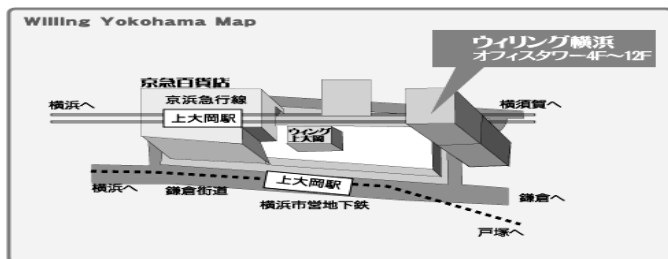 Willing Yokohama Map
ウィリング横浜
オフィスタワー4F〜12F
京急百貨店
京浜急行線
横浜へ
上大岡駅
横須賀へ
ウィング
上大岡
上大岡駅
横浜へ
鎌倉街道
横浜市営地下鉄
鎌倉へ
戸塚へ